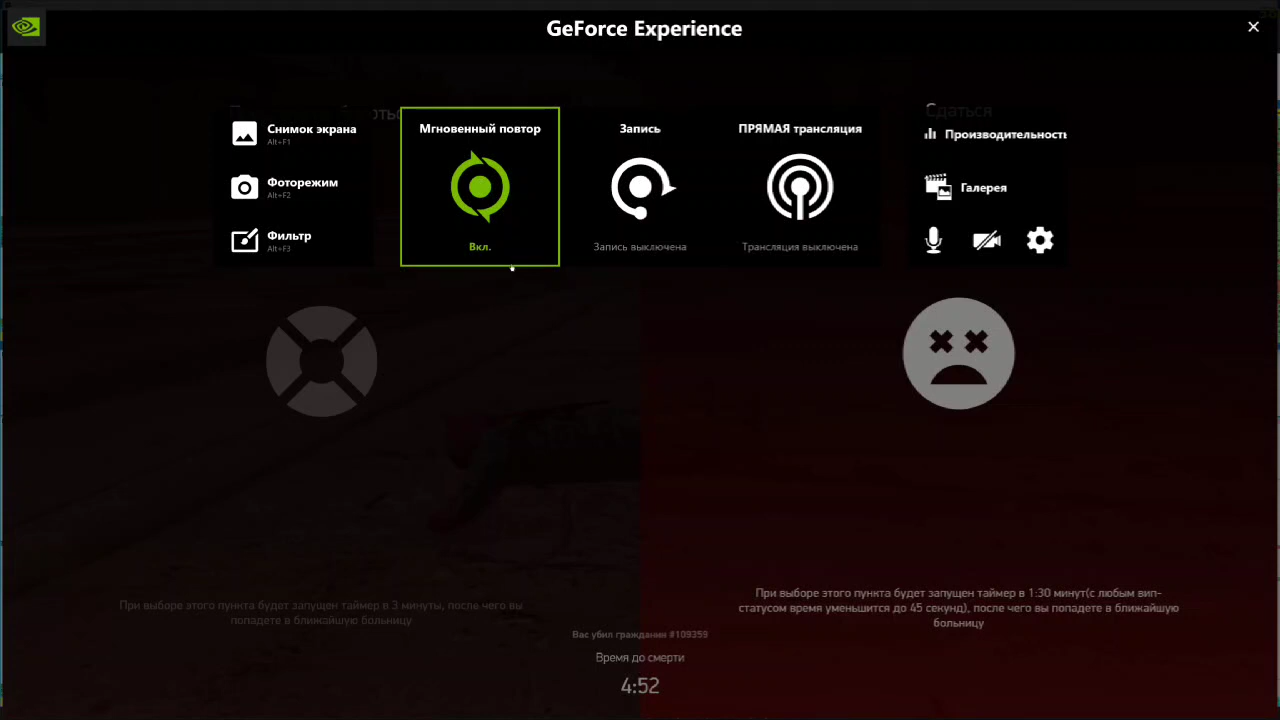 GeForce Experience
Сдаться
Снимок экрана
Alt+F1
Фоторежим
Alt+F2
Фильтр
Alt+F3
Мгновенный повтор
Вкл.
Запись
Запись выключена
ПРЯМАЯ трансляция
Трансляция выключена
Производительность
Галерея
При выборе этого пункта будет запущен таймер в 3 минуты, после чего вы
попадете в ближайшую больницу
При выборе этого пункта будет запущен таймер в 1:30 минут(с любым вип-
статусом время уменьшится до 45 секунд), после чего вы попадете в ближайшую
больницу
Вас убил гражданин #109359
Время до смерти
4:52